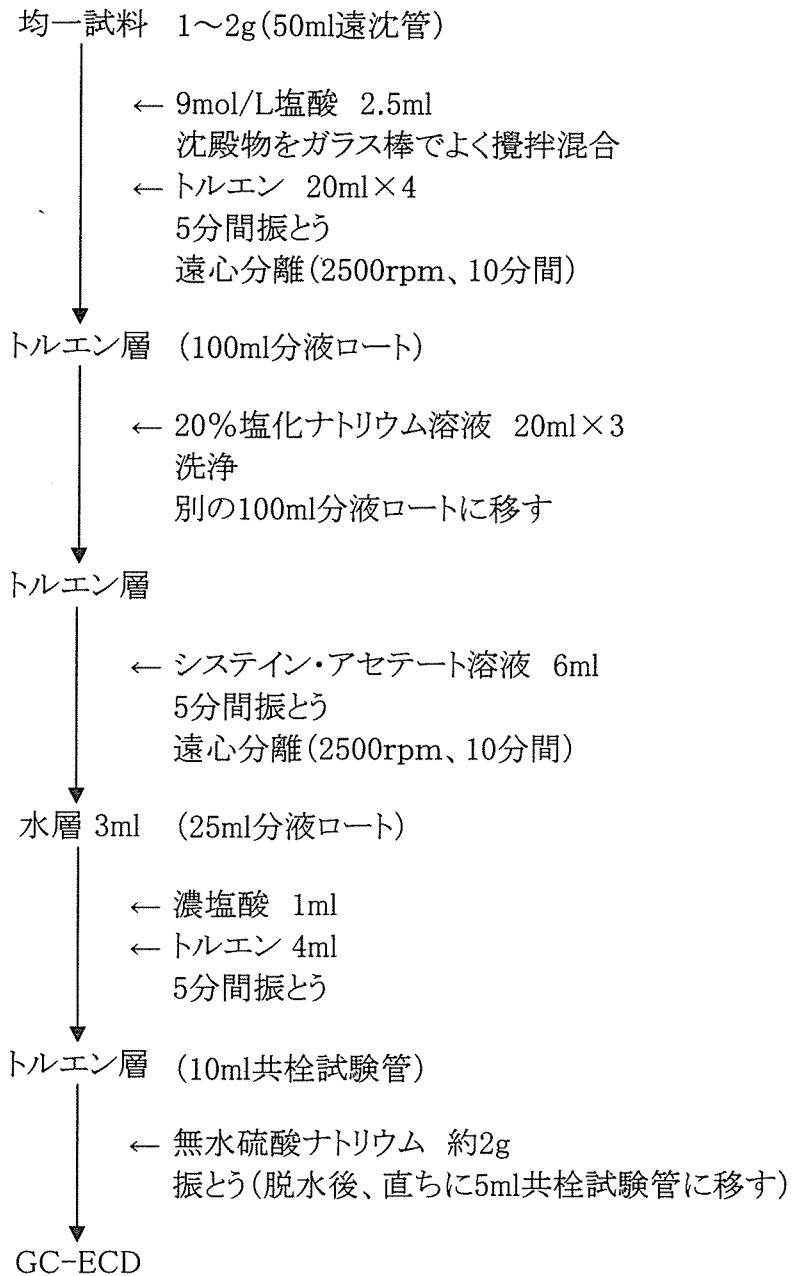 均一試料 1～2g(50ml遠沈管)
← 9mol/L塩酸 2.5ml
沈殿物をガラス棒でよく攪拌混合
← トルエン 20ml×4
5分間振とう
遠心分離(2500rpm、10分間)
トルエン層 (100ml分液ロート)
← 20%塩化ナトリウム溶液 20ml×3
洗浄
別の100ml分液ロートに移す
トルエン層
← システイン・アセテート溶液 6ml
5分間振とう
遠心分離(2500rpm、10分間)
水層 3ml (25ml分液ロート)
← 濃塩酸 1ml
← トルエン 4ml
5分間振とう
トルエン層 (10ml共栓試験管)
← 無水硫酸ナトリウム 約2g
振とう(脱水後、直ちに5ml共栓試験管に移す)
GC-ECD